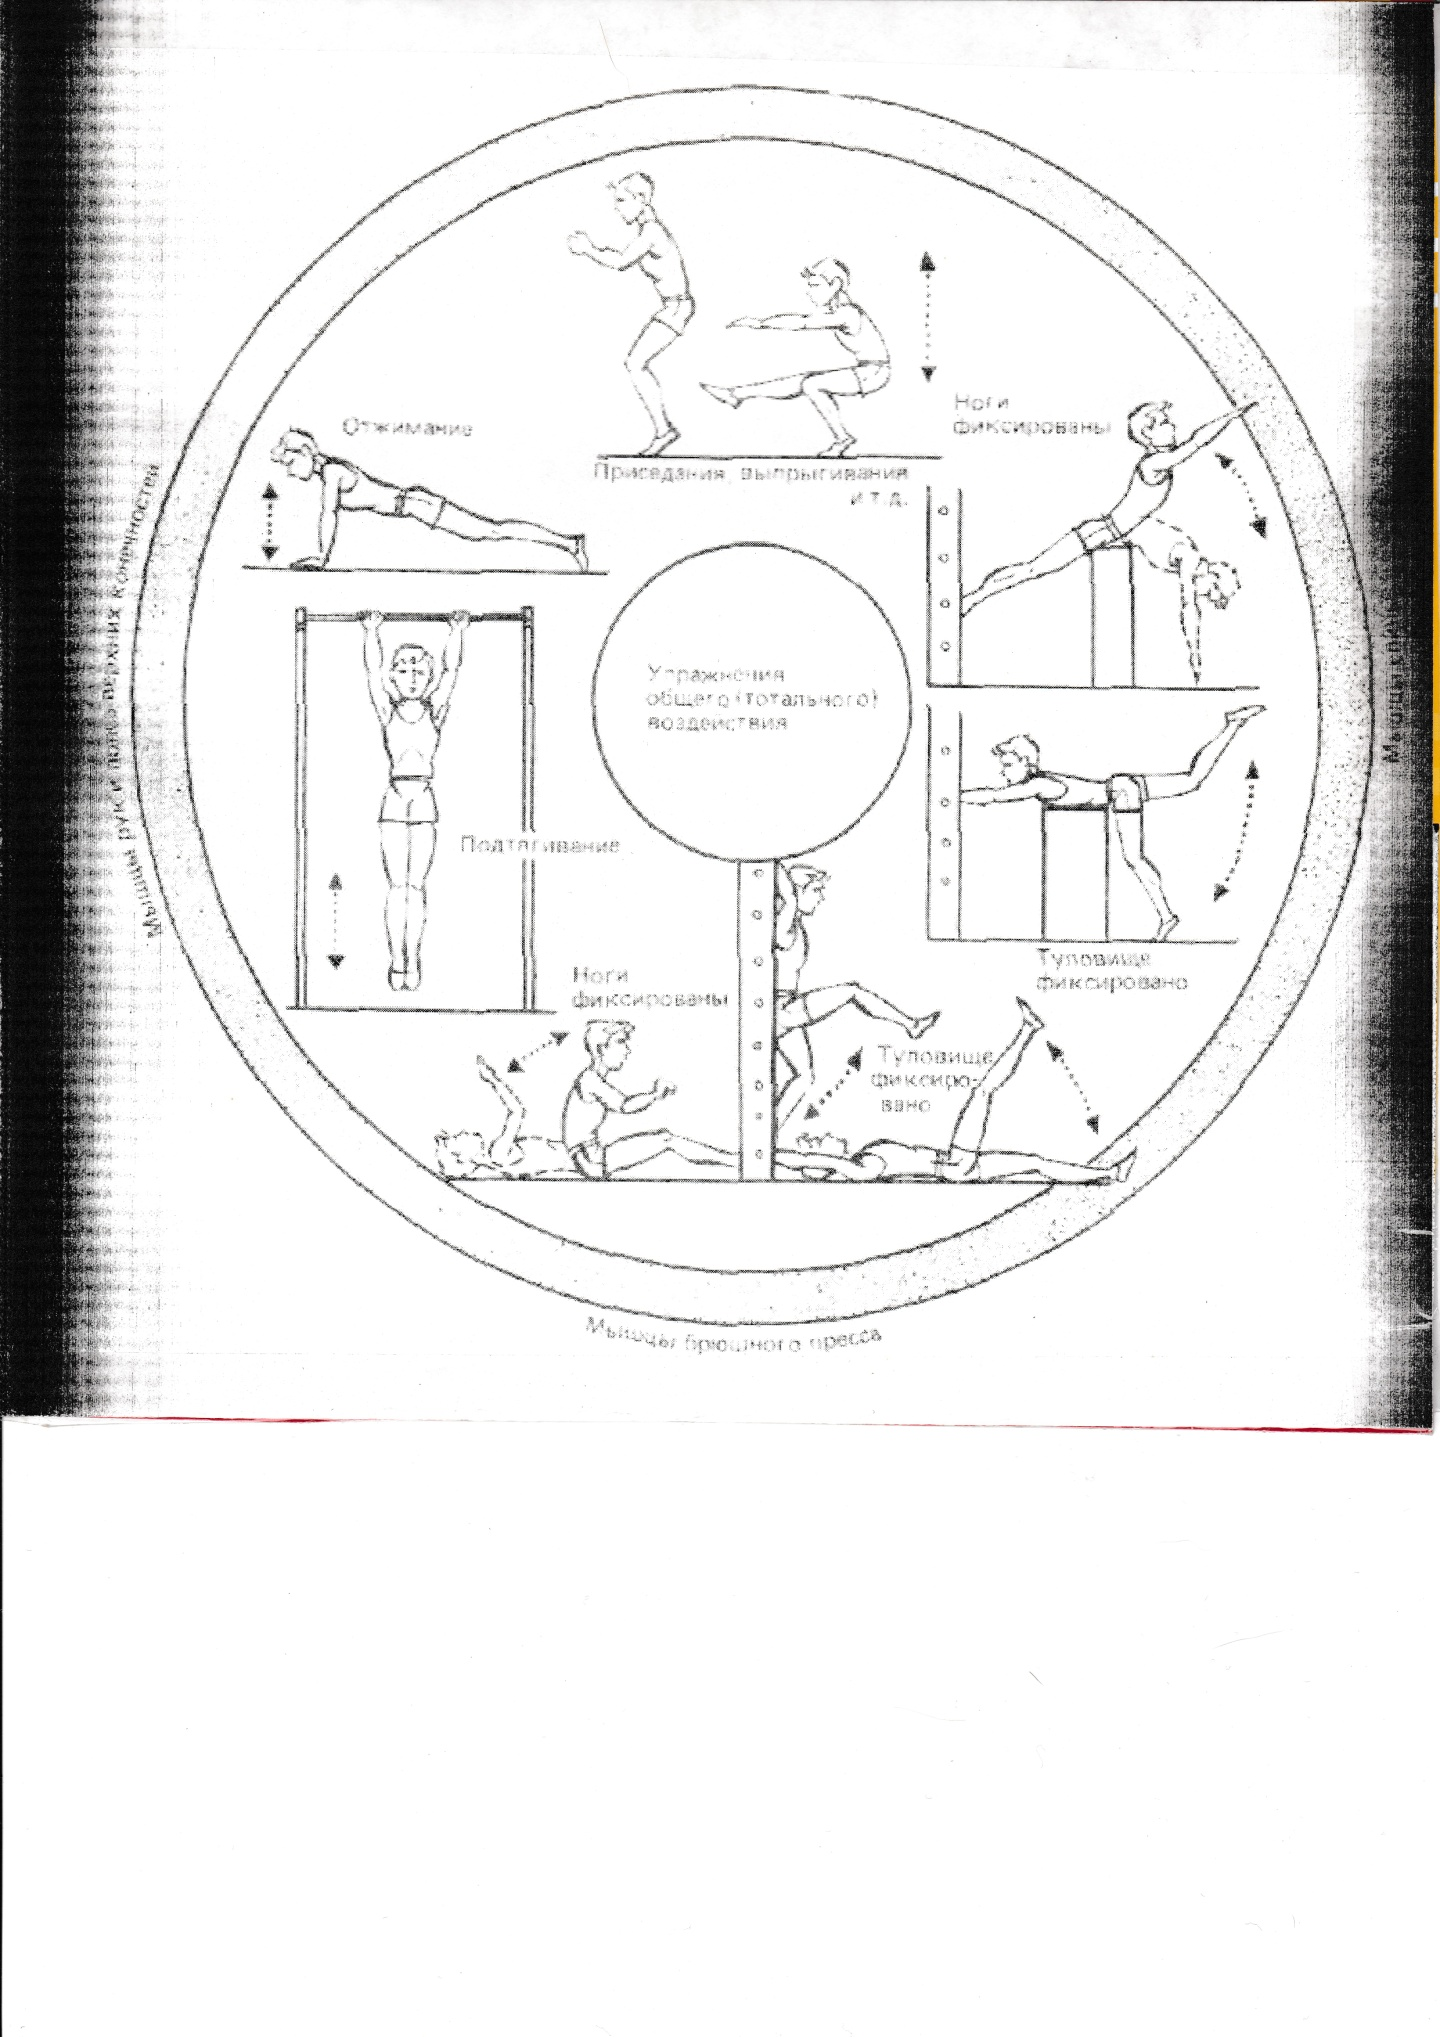 Отжимание
Приседания, выпрыгивания
и т.д.
Ноги
фиксированы
Упражнения
общего (тотального)
воздействия
Подтягивание
Туловище
фиксировано
Ноги
фиксированы
Туловище
фиксиро-
вано
Мышцы рук и пояса верхних конечностей
Мышцы
Мышцы брюшного пресса